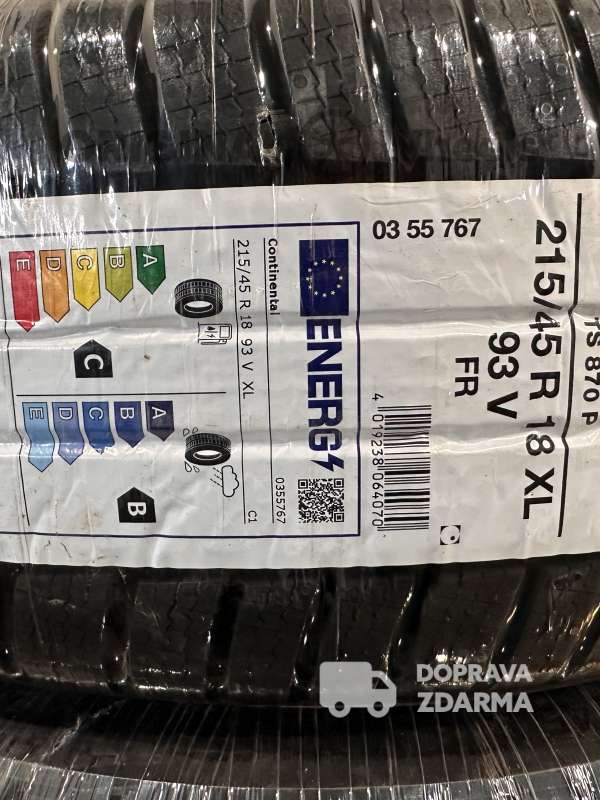 TS 870 P
215/45 R 18 XL
93 V
FR
03 55 767
4 019238 064070
ENERG
Continental
0355767
215/45 R 18 93 V XL
C1
A
B
C
D
E
C
A
B
C
D
E
B
DOPRAVA
ZDARMA